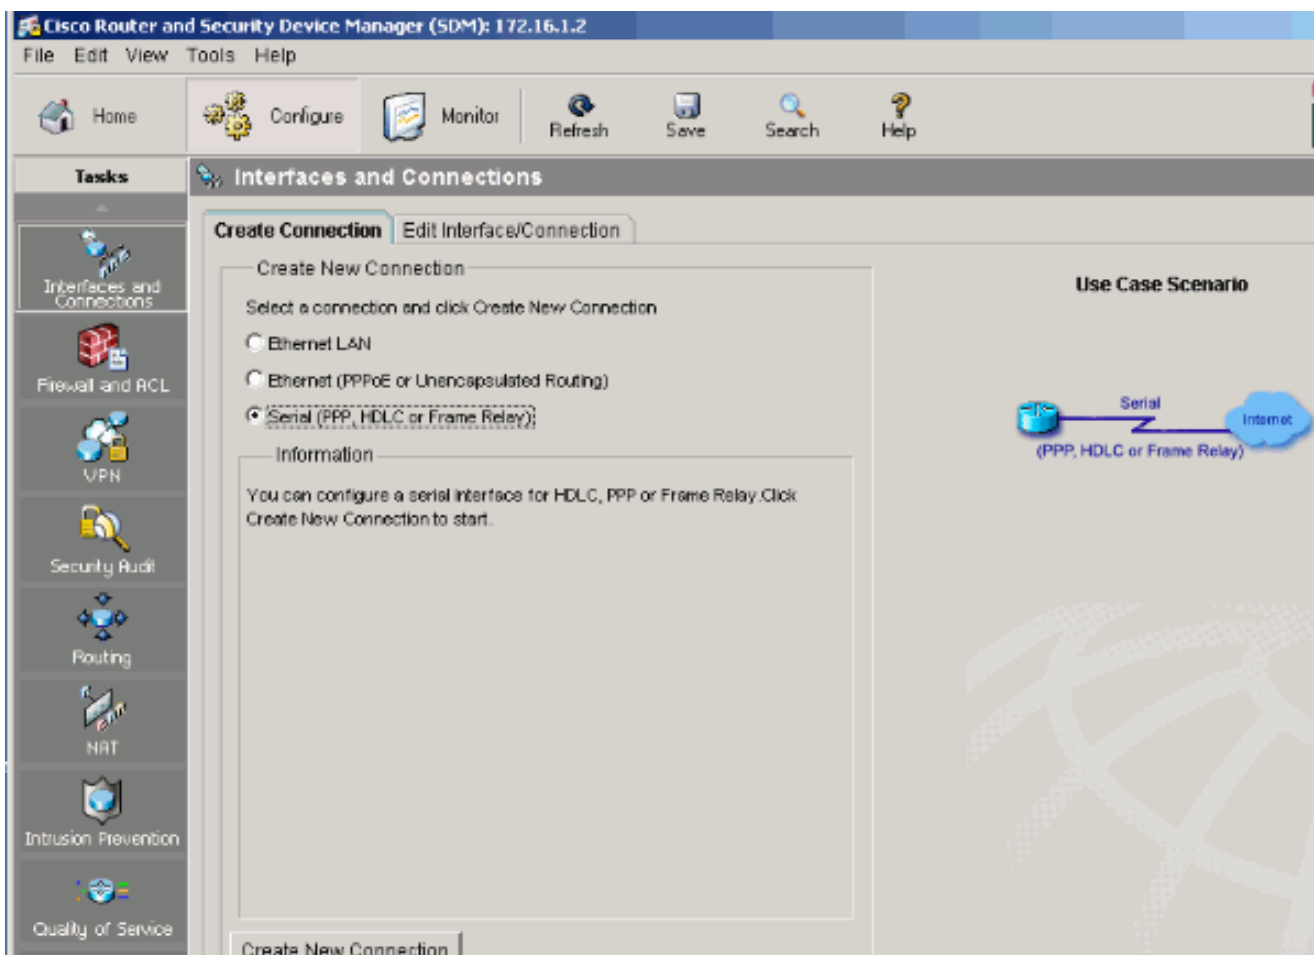 Cisco Router and Security Device Manager (SDM): 172.16.1.2
File Edit View Tools Help
Home Configure Monitor Refresh Save Search Help
Tasks
Interfaces and Connections
Interfaces and
Connections
Firewall and ACL
VPN
Security Audit
Routing
NAT
Intrusion Prevention
Quality of Service
Create Connection Edit Interface/Connection
Create New Connection
Select a connection and click Create New Connection
Ethernet LAN
Ethernet (PPPoE or Unencapsulated Routing)
Serial (PPP, HDLC or Frame Relay)
Information
You can configure a serial interface for HDLC, PPP or Frame Relay.Click
Create New Connection to start.
Create New Connection
Use Case Scenario
Serial
Internet
(PPP, HDLC or Frame Relay)